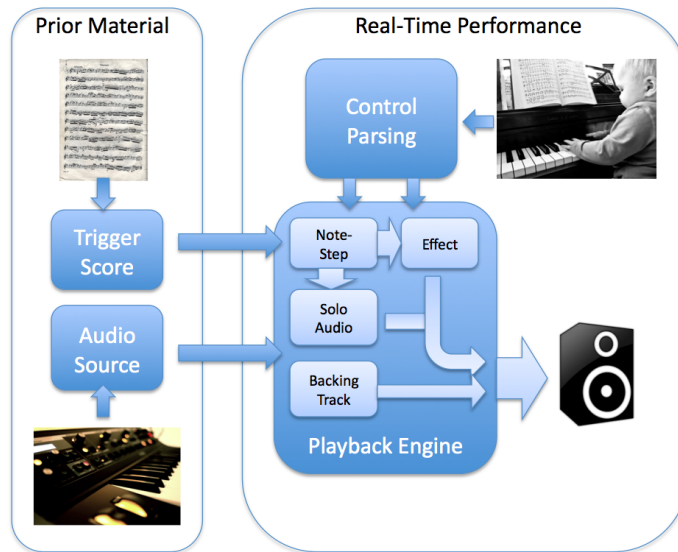 Prior Material
Real-Time Performance
Control
Parsing
Trigger
Score
Note-
Step
Effect
Solo
Audio
Audio
Source
Backing
Track
Playback Engine